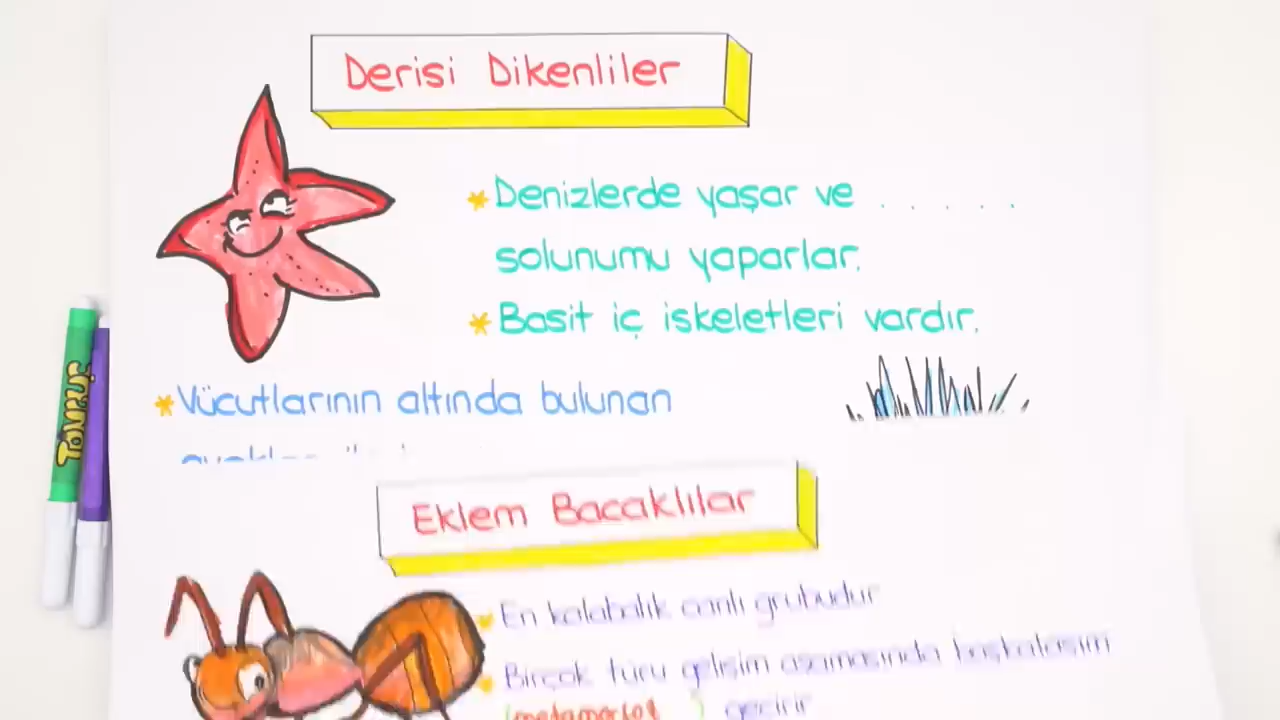 Derisi Dikenliler
* Denizlerde yaşar ve . . . . .
solunumu yaparlar.
* Basit iç iskeletleri vardır.
* Vücutlarının altında bulunan
Eklem Bacaklılar
* En kalabalık canlı grubudur
* Birçok türü gelişim aşamasında başkalaşım
(metamorfoz ) geçirir